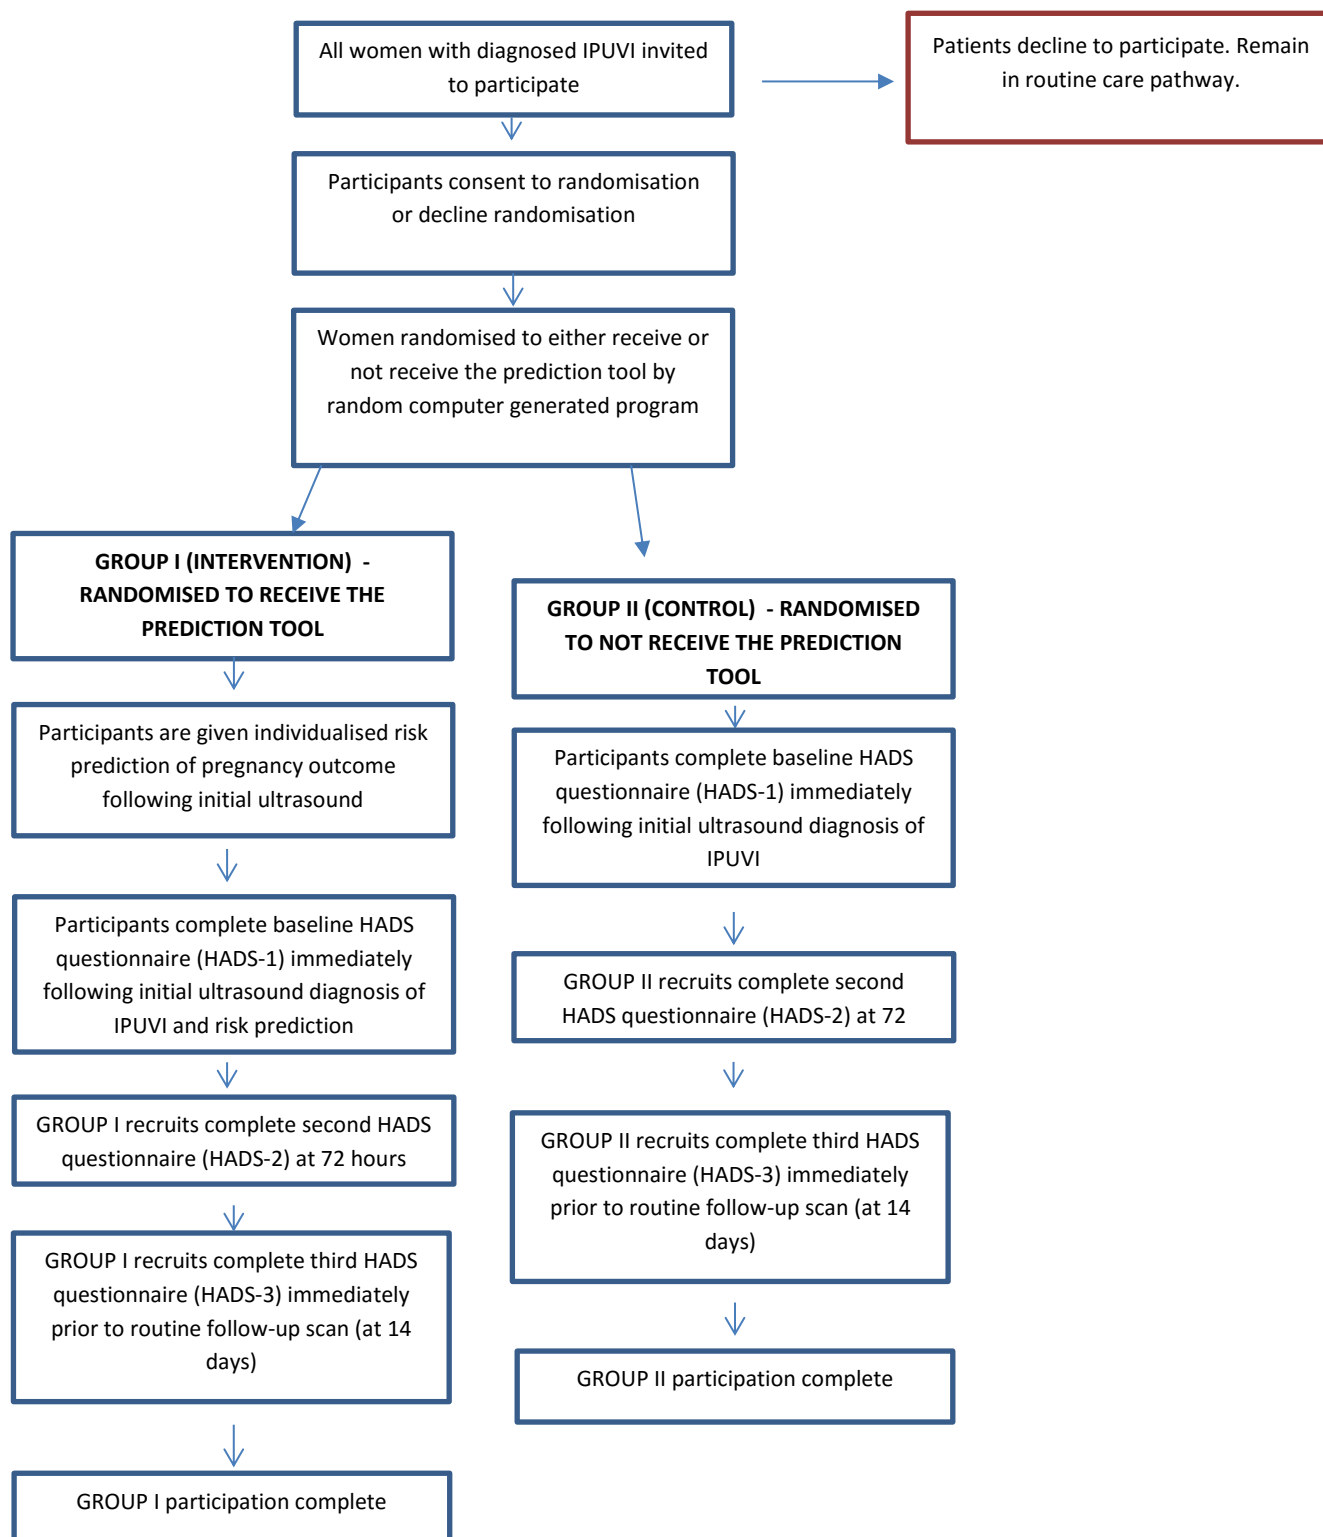 All women with diagnosed IPUVI invited
to participate
Patients decline to participate. Remain
in routine care pathway.
Participants consent to randomisation
or decline randomisation
Women randomised to either receive or
not receive the prediction tool by
random computer generated program
GROUP I (INTERVENTION)  -
RANDOMISED TO RECEIVE THE
PREDICTION TOOL
Participants are given individualised risk
prediction of pregnancy outcome
following initial ultrasound
Participants complete baseline HADS
questionnaire (HADS-1) immediately
following initial ultrasound diagnosis of
IPUVI and risk prediction
GROUP I recruits complete second HADS
questionnaire (HADS-2) at 72 hours
GROUP I recruits complete third HADS
questionnaire (HADS-3) immediately
prior to routine follow-up scan (at 14
days)
GROUP I participation complete
GROUP II (CONTROL)  - RANDOMISED
TO NOT RECEIVE THE PREDICTION
TOOL
Participants complete baseline HADS
questionnaire (HADS-1) immediately
following initial ultrasound diagnosis of
IPUVI
GROUP II recruits complete second
HADS questionnaire (HADS-2) at 72
GROUP II recruits complete third HADS
questionnaire (HADS-3) immediately
prior to routine follow-up scan (at 14
days)
GROUP II participation complete